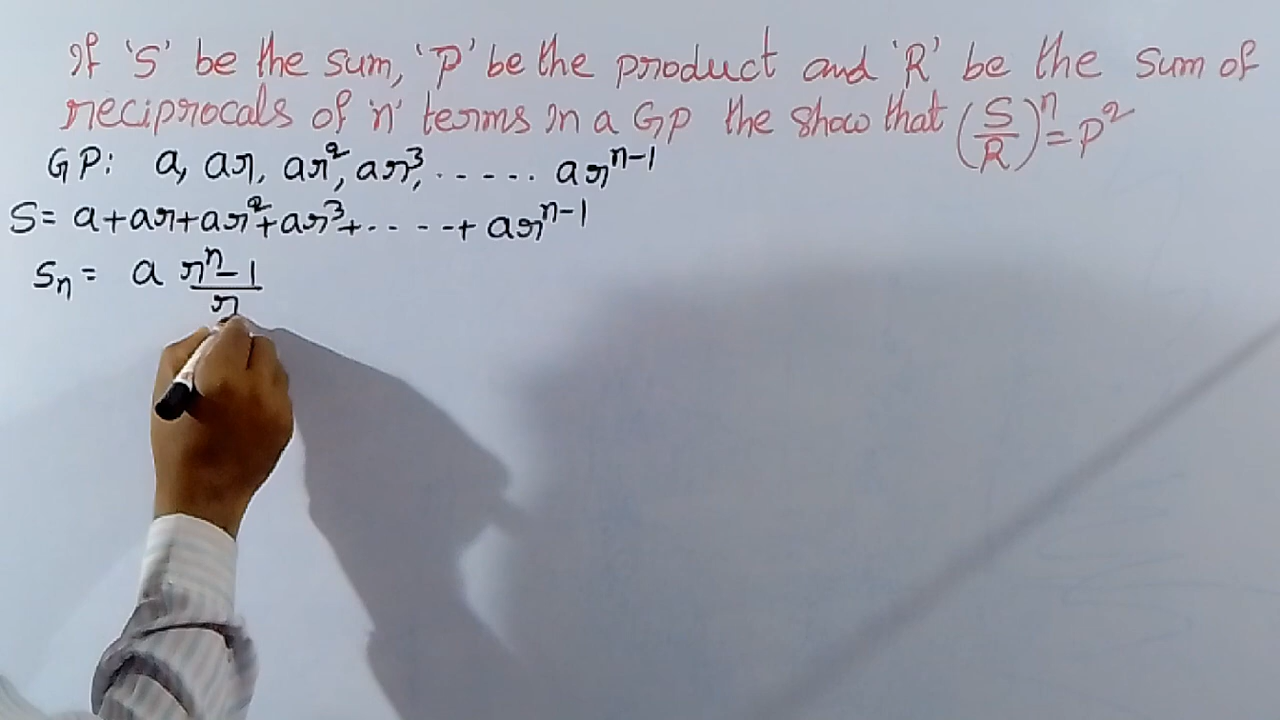 If 'S' be the sum, 'P' be the product and 'R' be the sum of
reciprocals of 'n' terms in a GP the show that (S/R)^n = P^2
GP: a, ar, ar^2, ar^3, ..... ar^n-1
S = a+ar+ar^2+ar^3+.....+ ar^n-1
Sn = a r^n-1/r